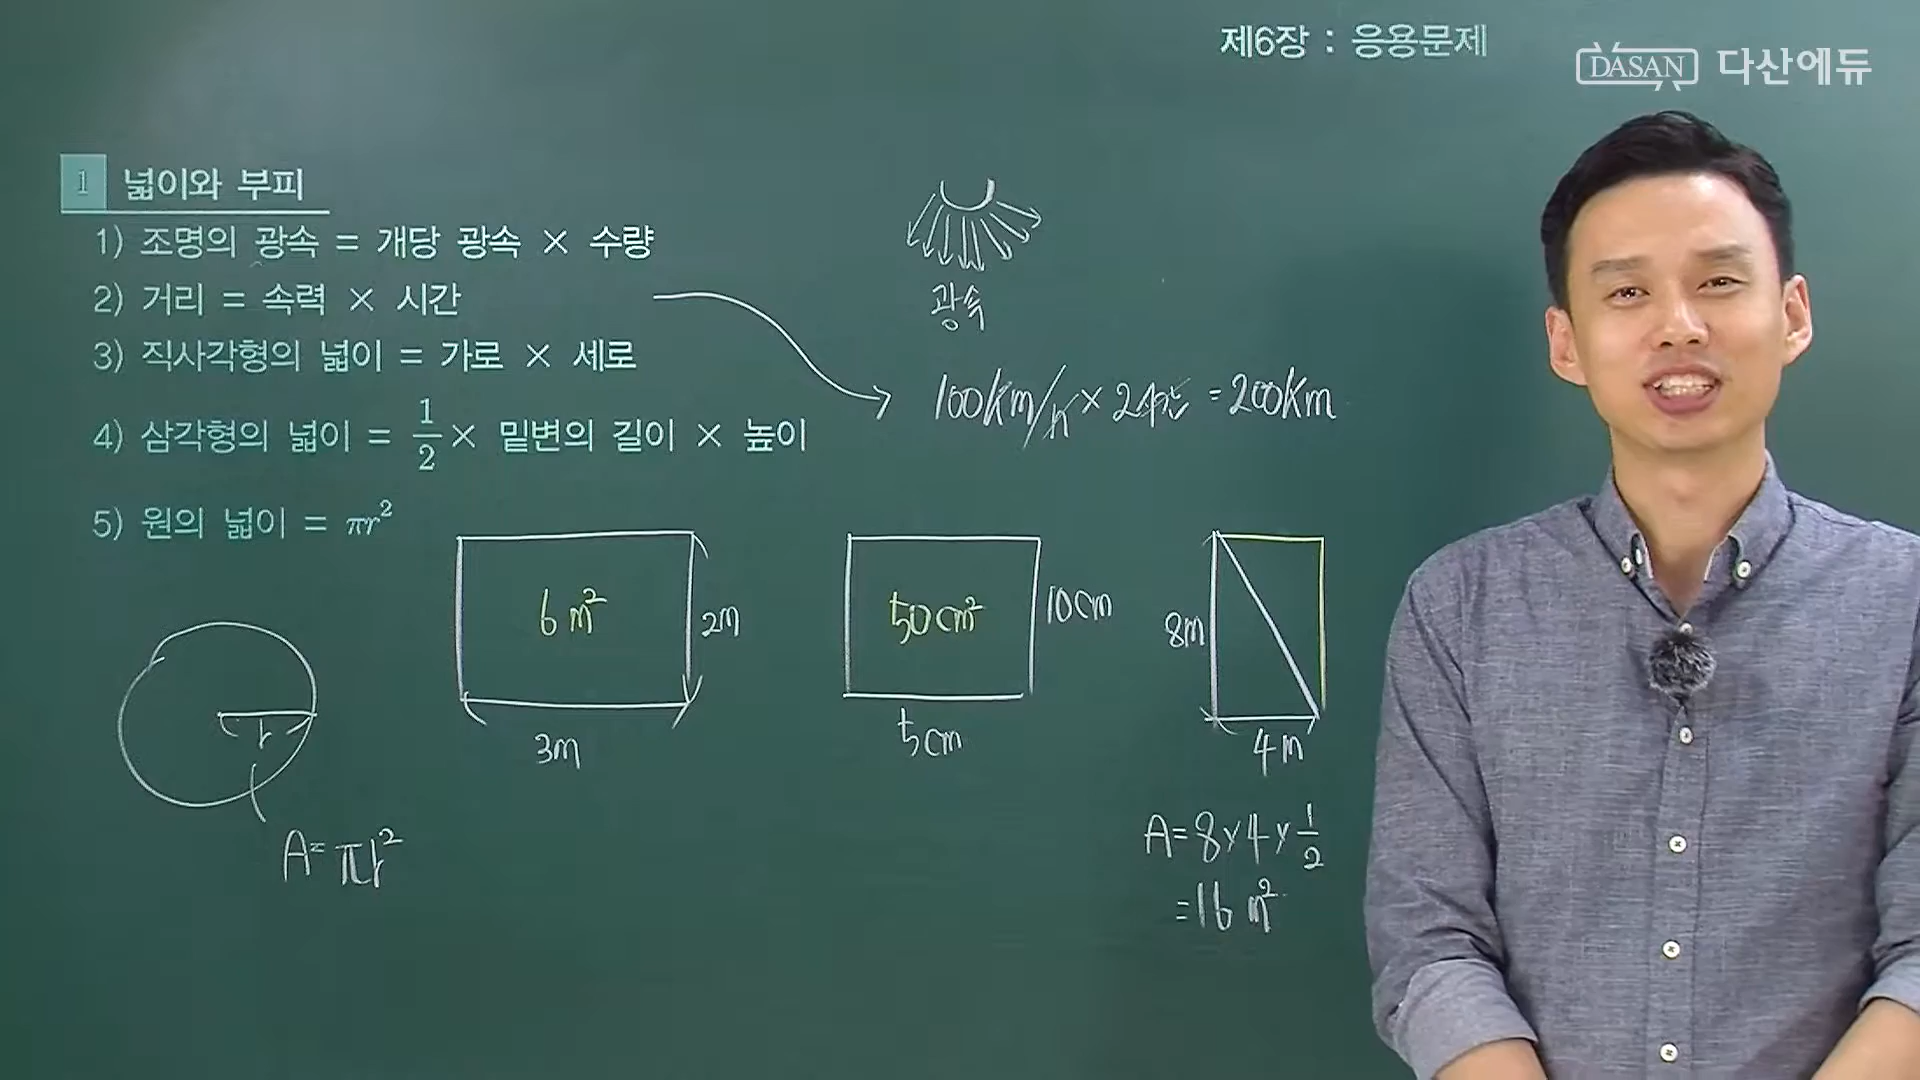 제6장 : 응용문제
DASAN 다산에듀
1 넓이와 부피
1) 조명의 광속 = 개당 광속 × 수량
2) 거리 = 속력 × 시간
3) 직사각형의 넓이 = 가로 × 세로
4) 삼각형의 넓이 = 1/2 × 밑변의 길이 × 높이
5) 원의 넓이 = πr²
광속
100km/h × 2시간 = 200km
6m²
2m
3m
50cm²
10cm
5cm
8m
4m
r
A=πr²
A=8×4×1/2
=16m²